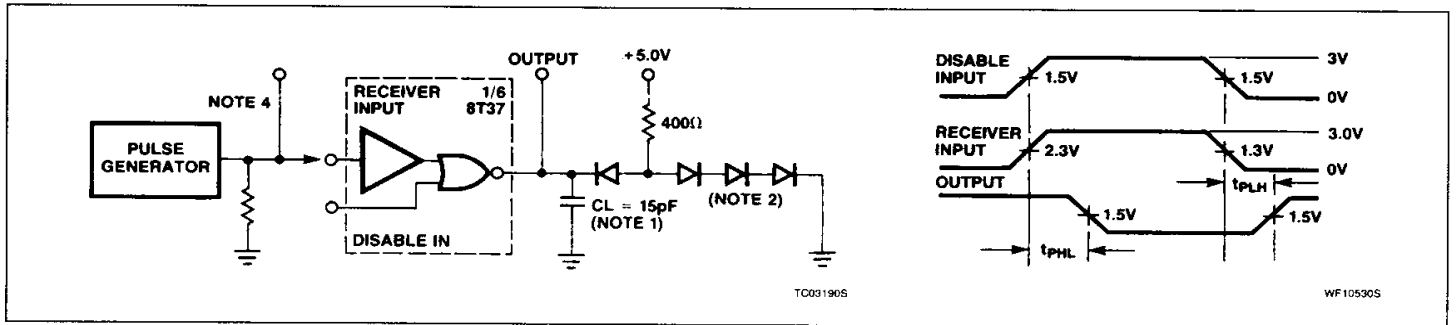 OUTPUT
+5.0V
NOTE 4
RECEIVER 1/6
INPUT 8T37
400Ω
PULSE
GENERATOR
CL = 15pF
(NOTE 1)
(NOTE 2)
DISABLE IN
TC03190S
DISABLE
INPUT
1.5V
1.5V
3V
0V
RECEIVER
INPUT
2.3V
1.3V
3.0V
0V
OUTPUT
tPLH
1.5V
1.5V
tPHL
WF10530S